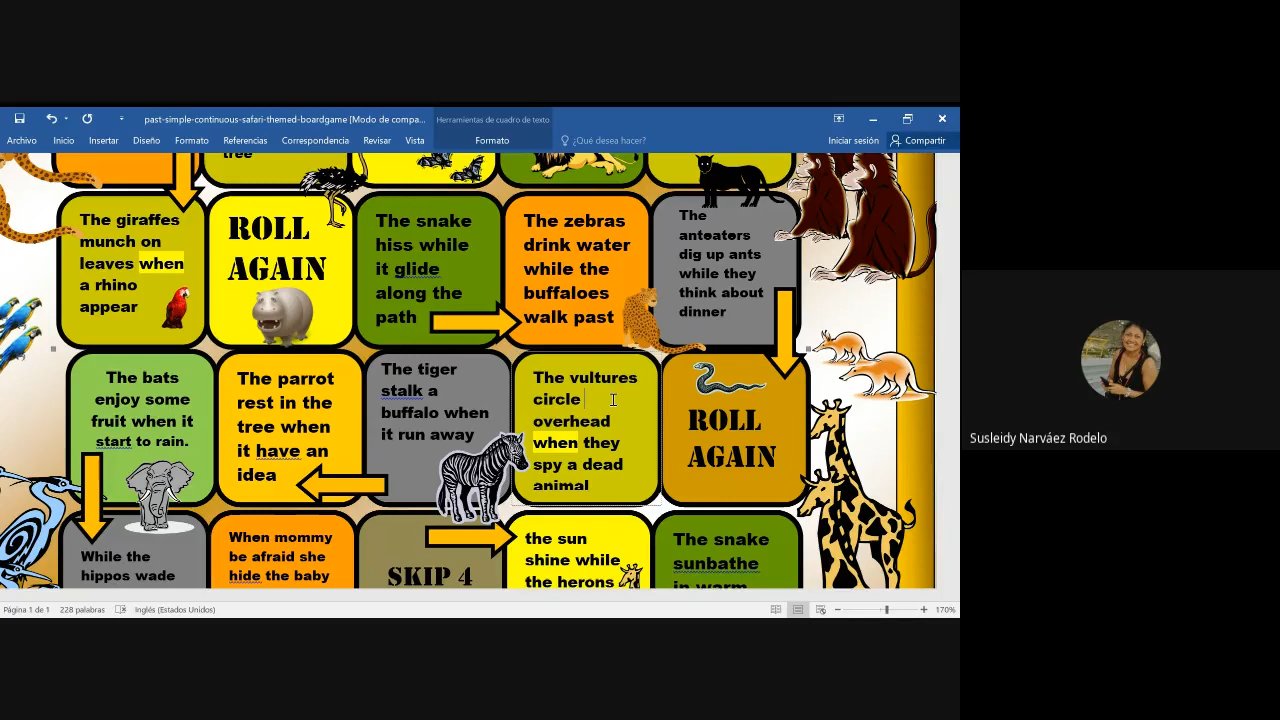 past-simple-continuous-safari-themed-boardgame [Modo de compa...
Herramientas de cuadro de texto
Archivo
Inicio
Insertar
Diseño
Formato
Referencias
Correspondencia
Revisar
Vista
Formato
¿Qué desea hacer?
Iniciar sesión
Compartir
tree
The giraffes
munch on
leaves when
a rhino
appear
ROLL
AGAIN
The snake
hiss while
it glide
along the
path
The zebras
drink water
while the
buffaloes
walk past
The
anteaters
dig up ants
while they
think about
dinner
The bats
enjoy some
fruit when it
start to rain.
The parrot
rest in the
tree when
it have an
idea
The tiger
stalk a
buffalo when
it run away
The vultures
circle
overhead
when they
spy a dead
animal
ROLL
AGAIN
While the
hippos wade
When mommy
be afraid she
hide the baby
SKIP 4
the sun
shine while
the herons
The snake
sunbathe
in warm
Susleidy Narváez Rodelo
Página 1 de 1
228 palabras
Inglés (Estados Unidos)
170%